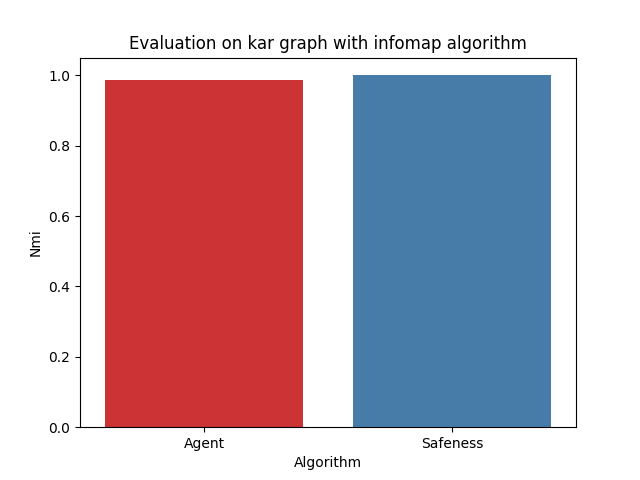 Evaluation on kar graph with infomap algorithm
1.0
0.8
0.6
0.4
0.2
0.0
Nmi
Agent
Safeness
Algorithm